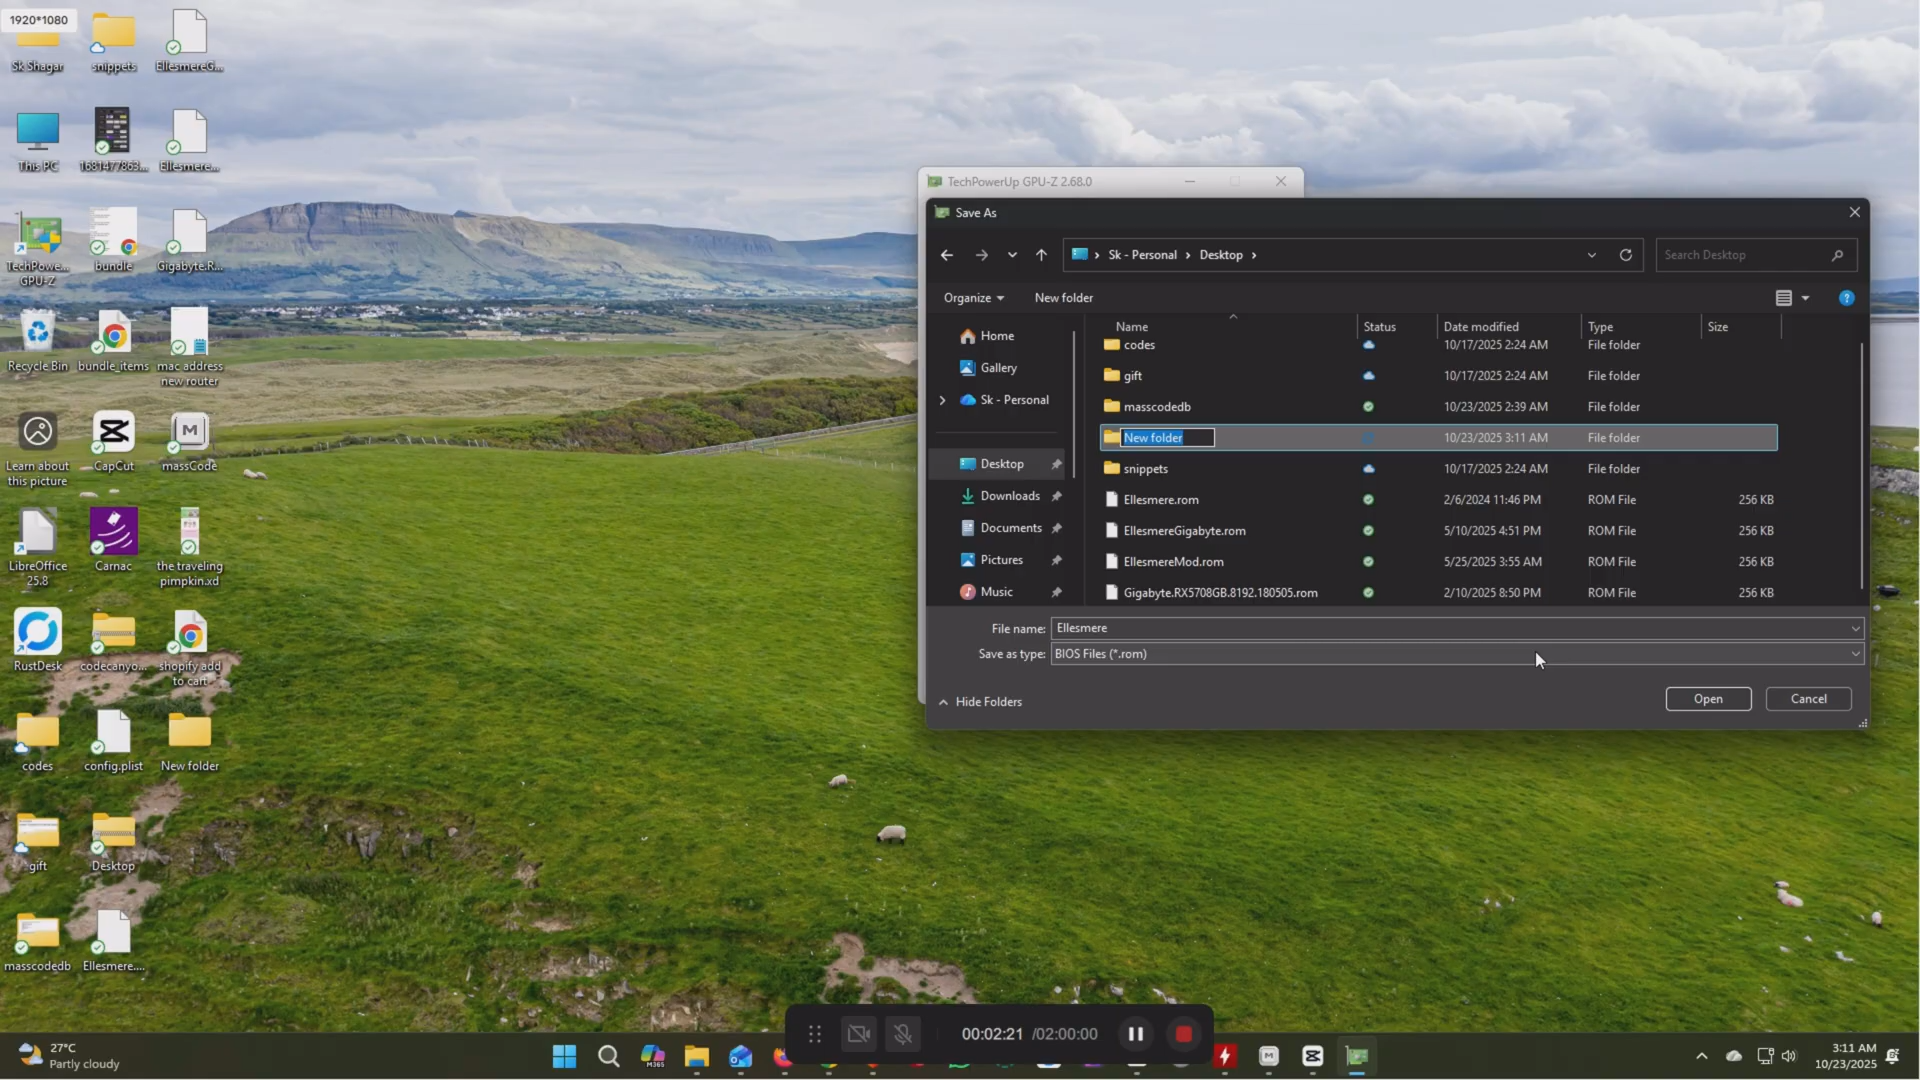 1920*1080
Sk Shagar
snippets
EllesmereG...
This PC
1681477863...
Ellesmere...
TechPowe...
GPU-Z
bundle
Gigabyte.R...
Recycle Bin
bundle_items
mac address
new router
Learn about
this picture
CapCut
M
massCode
LibreOffice
25.8
Carnac
the traveling
pimpkin.xd
RustDesk
codecanyo...
shopify add
to cart
codes
config.plist
New folder
gift
Desktop
masscodedb
Ellesmere....
TechPowerUp GPU-Z 2.68.0
Save As
Sk - Personal
Desktop
Search Desktop
Organize
New folder
?
Home
Gallery
Sk - Personal
Desktop
Downloads
Documents
Pictures
Music
Name Status Date modified Type Size
codes 10/17/2025 2:24 AM File folder
gift 10/17/2025 2:24 AM File folder
masscodedb 10/23/2025 2:39 AM File folder
New folder 10/23/2025 3:11 AM File folder
snippets 10/17/2025 2:24 AM File folder
Ellesmere.rom 2/6/2024 11:46 PM ROM File 256 KB
EllesmereGigabyte.rom 5/10/2025 4:51 PM ROM File 256 KB
EllesmereMod.rom 5/25/2025 3:55 AM ROM File 256 KB
Gigabyte.RX5708GB.8192.180505.rom 2/10/2025 8:50 PM ROM File 256 KB
File name: Ellesmere
Save as type: BIOS Files (*.rom)
Hide Folders
Open
Cancel
00:02:21 /02:00:00
27°C
Partly cloudy
M365
M
3:11 AM
10/23/2025